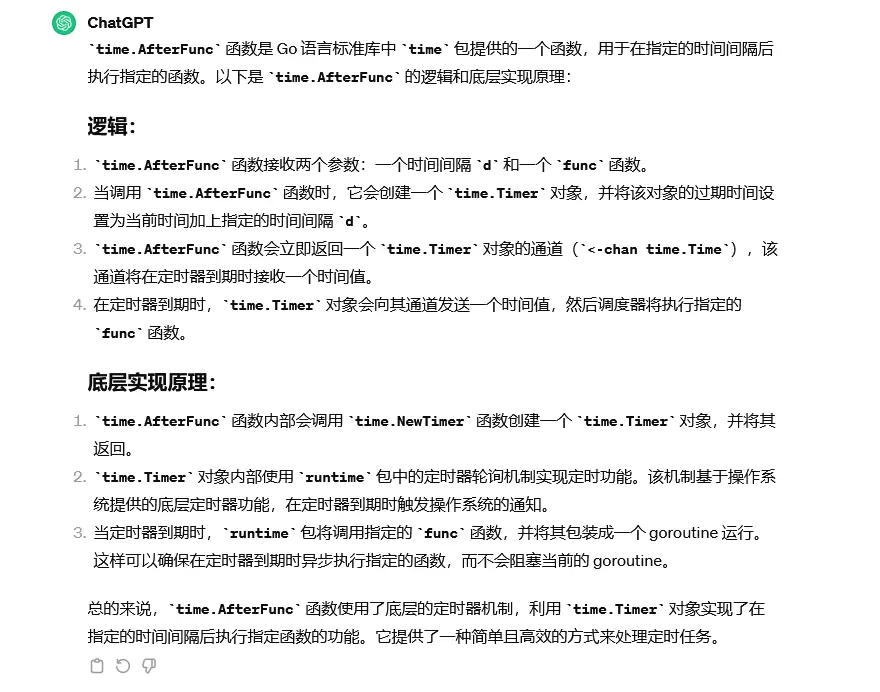 ChatGPT
`time.AfterFunc` 函数是 Go 语言标准库中 `time` 包提供的一个函数，用于在指定的时间间隔后
执行指定的函数。以下是 `time.AfterFunc` 的逻辑和底层实现原理：
逻辑：
1. `time.AfterFunc` 函数接收两个参数：一个时间间隔 `d` 和一个 `func` 函数。
2. 当调用 `time.AfterFunc` 函数时，它会创建一个 `time.Timer` 对象，并将该对象的过期时间设
置为当前时间加上指定的时间间隔 `d`。
3. `time.AfterFunc` 函数会立即返回一个 `time.Timer` 对象的通道（`<-chan time.Time`），该
通道将在定时器到期时接收一个时间值。
4. 在定时器到期时，`time.Timer` 对象会向其通道发送一个时间值，然后调度器将执行指定的
`func` 函数。
底层实现原理：
1. `time.AfterFunc` 函数内部会调用 `time.NewTimer` 函数创建一个 `time.Timer` 对象，并将其
返回。
2. `time.Timer` 对象内部使用 `runtime` 包中的定时器轮询机制实现定时功能。该机制基于操作系
统提供的底层定时器功能，在定时器到期时触发操作系统的通知。
3. 当定时器到期时，`runtime` 包将调用指定的 `func` 函数，并将其包装成一个 goroutine 运行。
这样可以确保在定时器到期时异步执行指定的函数，而不会阻塞当前的 goroutine。
总的来说，`time.AfterFunc` 函数使用了底层的定时器机制，利用 `time.Timer` 对象实现了在
指定的时间间隔后执行指定函数的功能。它提供了一种简单且高效的方式来处理定时任务。